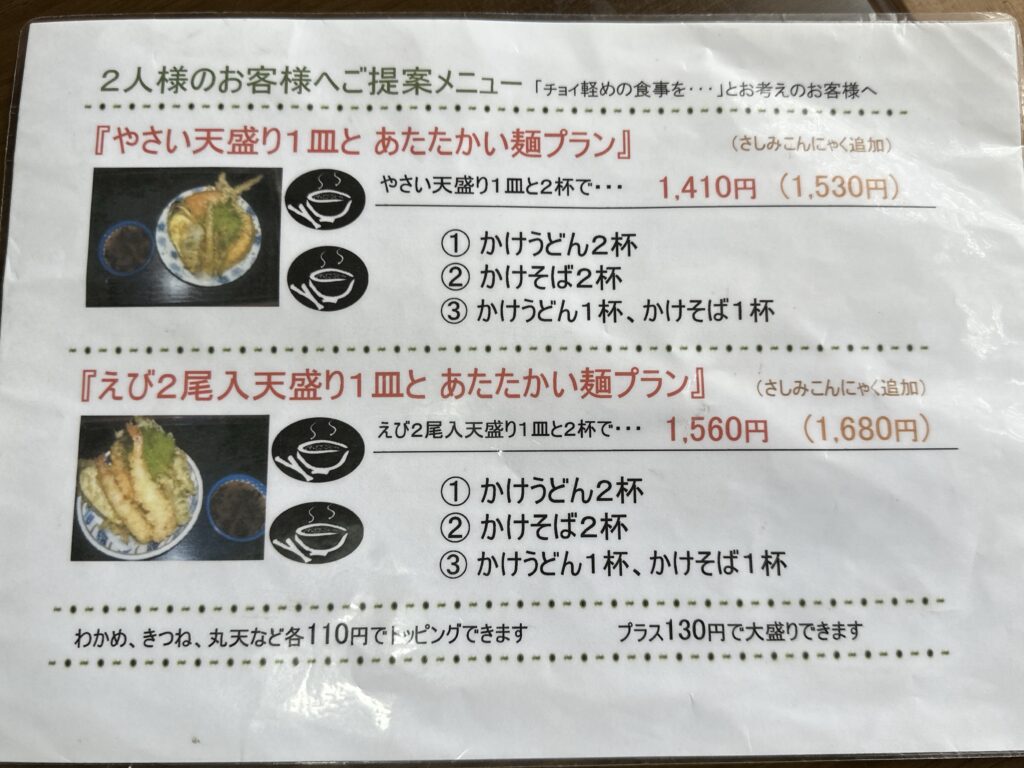 ２人様のお客様へご提案メニュー 「チョイ軽めの食事を・・・」とお考えのお客様へ
『やさい天盛り１皿と あたたかい麺プラン』 （さしみこんにゃく追加）
やさい天盛り１皿と２杯で・・・ 1,410円 （1,530円）
① かけうどん２杯
② かけそば２杯
③ かけうどん１杯、かけそば１杯
『えび２尾入天盛り１皿と あたたかい麺プラン』 （さしみこんにゃく追加）
えび２尾入天盛り１皿と２杯で・・・ 1,560円 （1,680円）
① かけうどん２杯
② かけそば２杯
③ かけうどん１杯、かけそば１杯
わかめ、きつね、丸天など各110円でトッピングできます プラス130円で大盛りできます